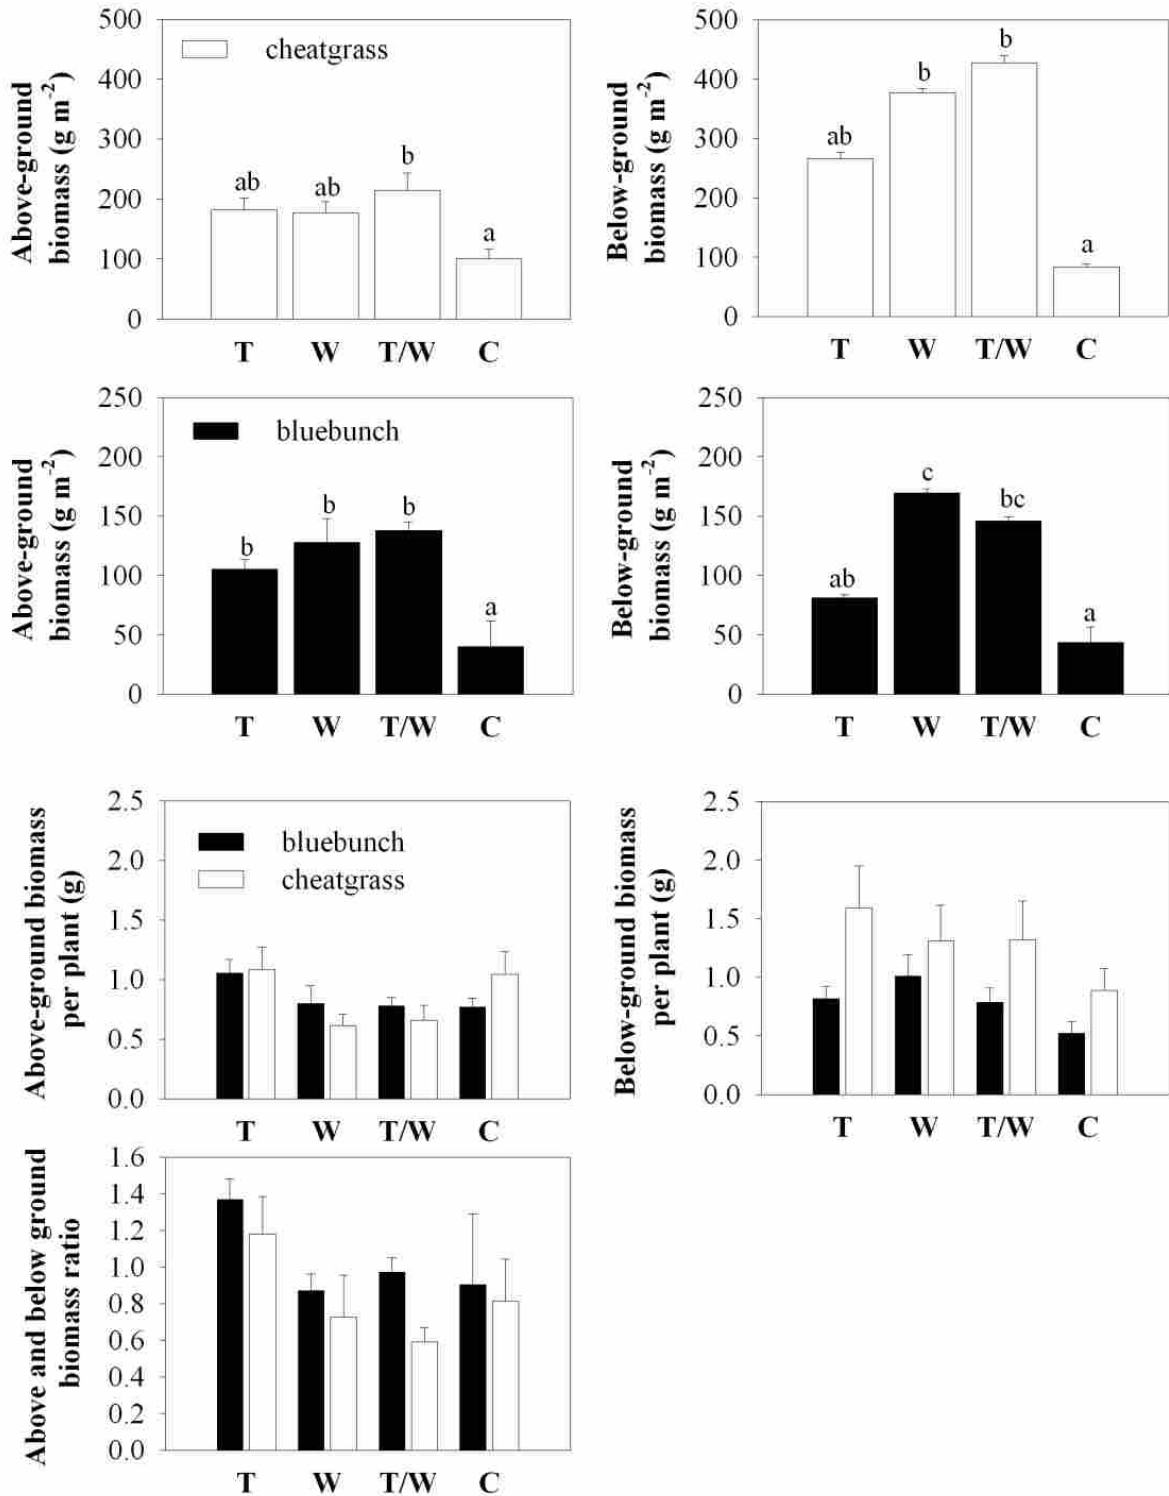 Above-ground
biomass (g m⁻²)
500
400
300
200
100
0
cheatgrass
ab
ab
b
a
T W T/W C
Below-ground
biomass (g m⁻²)
500
400
300
200
100
0
ab
b
b
a
T W T/W C
Above-ground
biomass (g m⁻²)
250
200
150
100
50
0
bluebunch
b
b
b
a
T W T/W C
Below-ground
biomass (g m⁻²)
250
200
150
100
50
0
ab
c
bc
a
T W T/W C
Above-ground biomass
per plant (g)
2.5
2.0
1.5
1.0
0.5
0.0
bluebunch
cheatgrass
T W T/W C
Below-ground biomass
per plant (g)
2.5
2.0
1.5
1.0
0.5
0.0
T W T/W C
Above and below ground
biomass ratio
1.6
1.4
1.2
1.0
0.8
0.6
0.4
0.2
0.0
T W T/W C